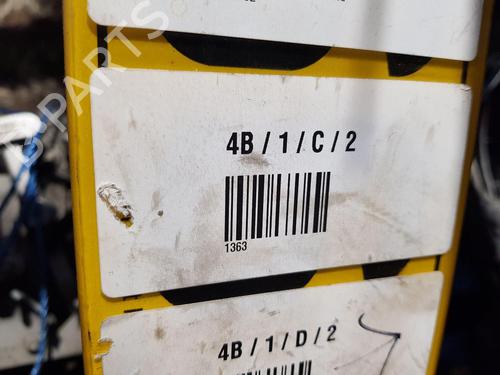 B-PARTS
4B / 1 / C / 2
1363
4B / 1 / D / 2